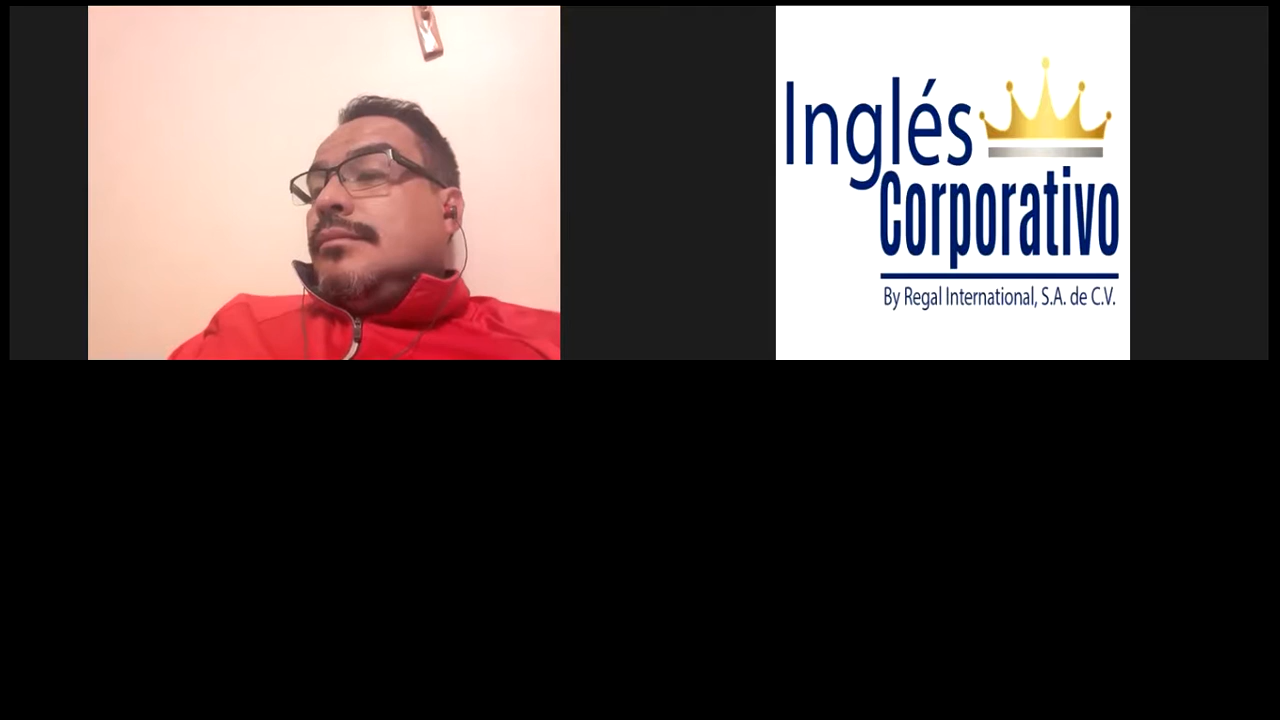 Inglés
Corporativo
By Regal International, S.A. de C.V.